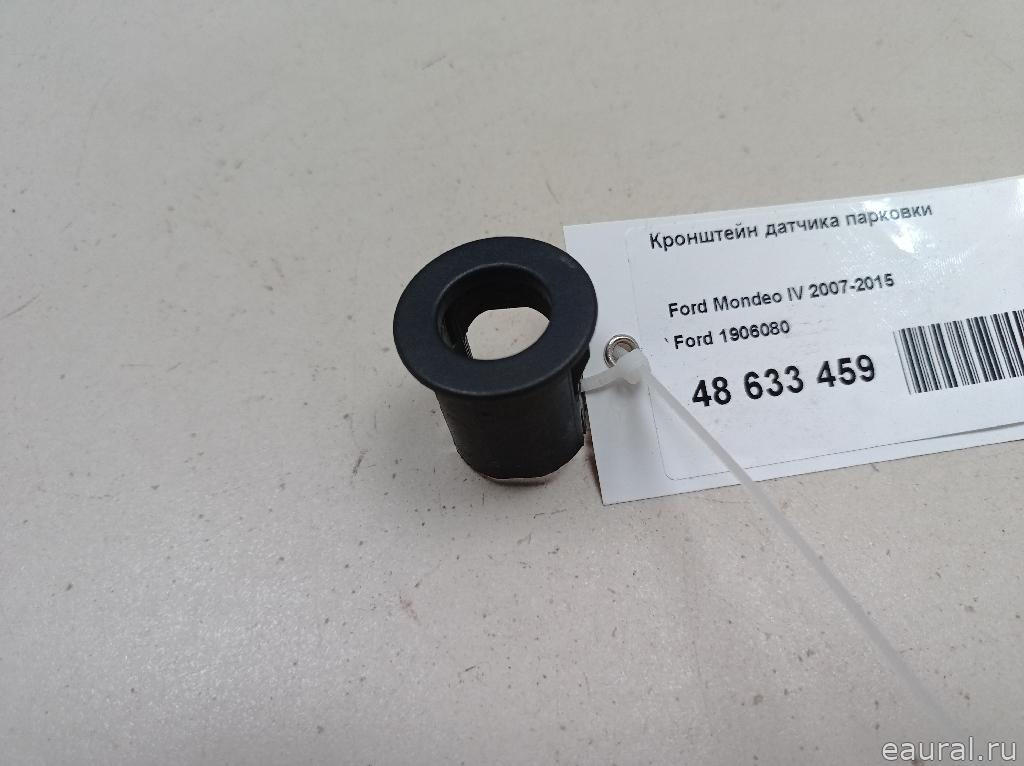 Кронштейн датчика парковки
Ford Mondeo IV 2007-2015
Ford 1906080
48 633 459
eaural.ru